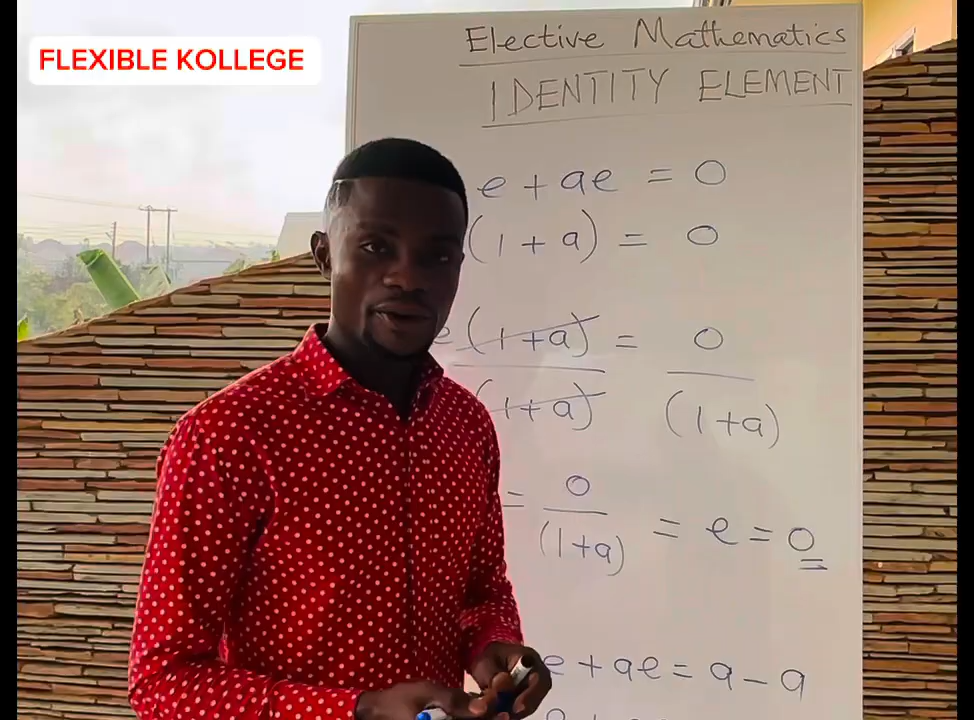 FLEXIBLE KOLLEGE
Elective Mathematics
IDENTITY ELEMENT
e + ae = 0
(1 + a) = 0
e(1+a) = 0
(1+a) (1+a)
= 0 = e = 0
(1+a)
e + ae = a - a